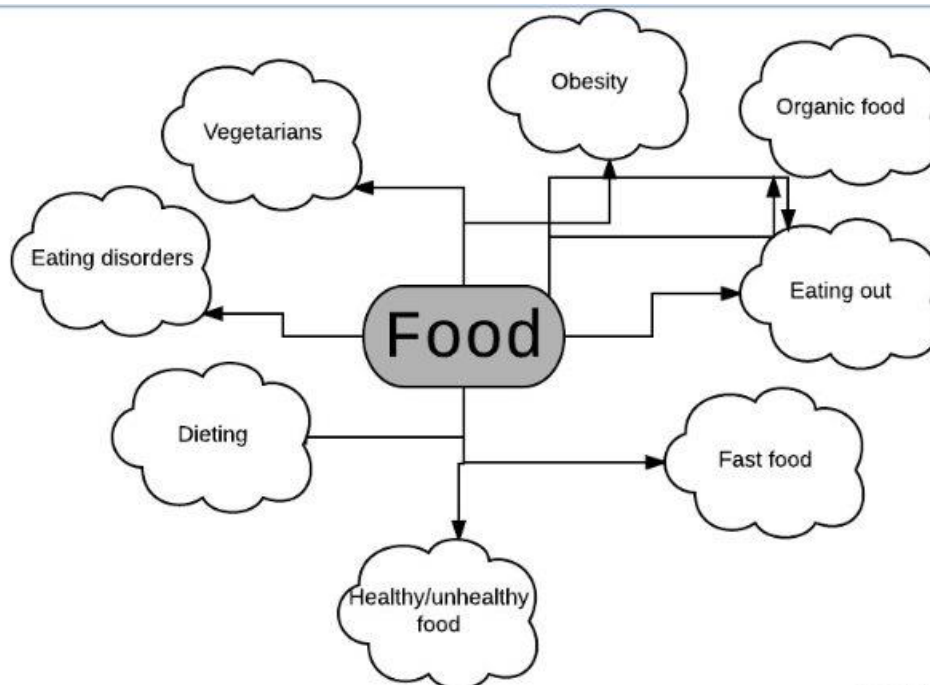 Obesity
Organic food
Vegetarians
Eating disorders
Eating out
Food
Dieting
Fast food
Healthy/unhealthy
food